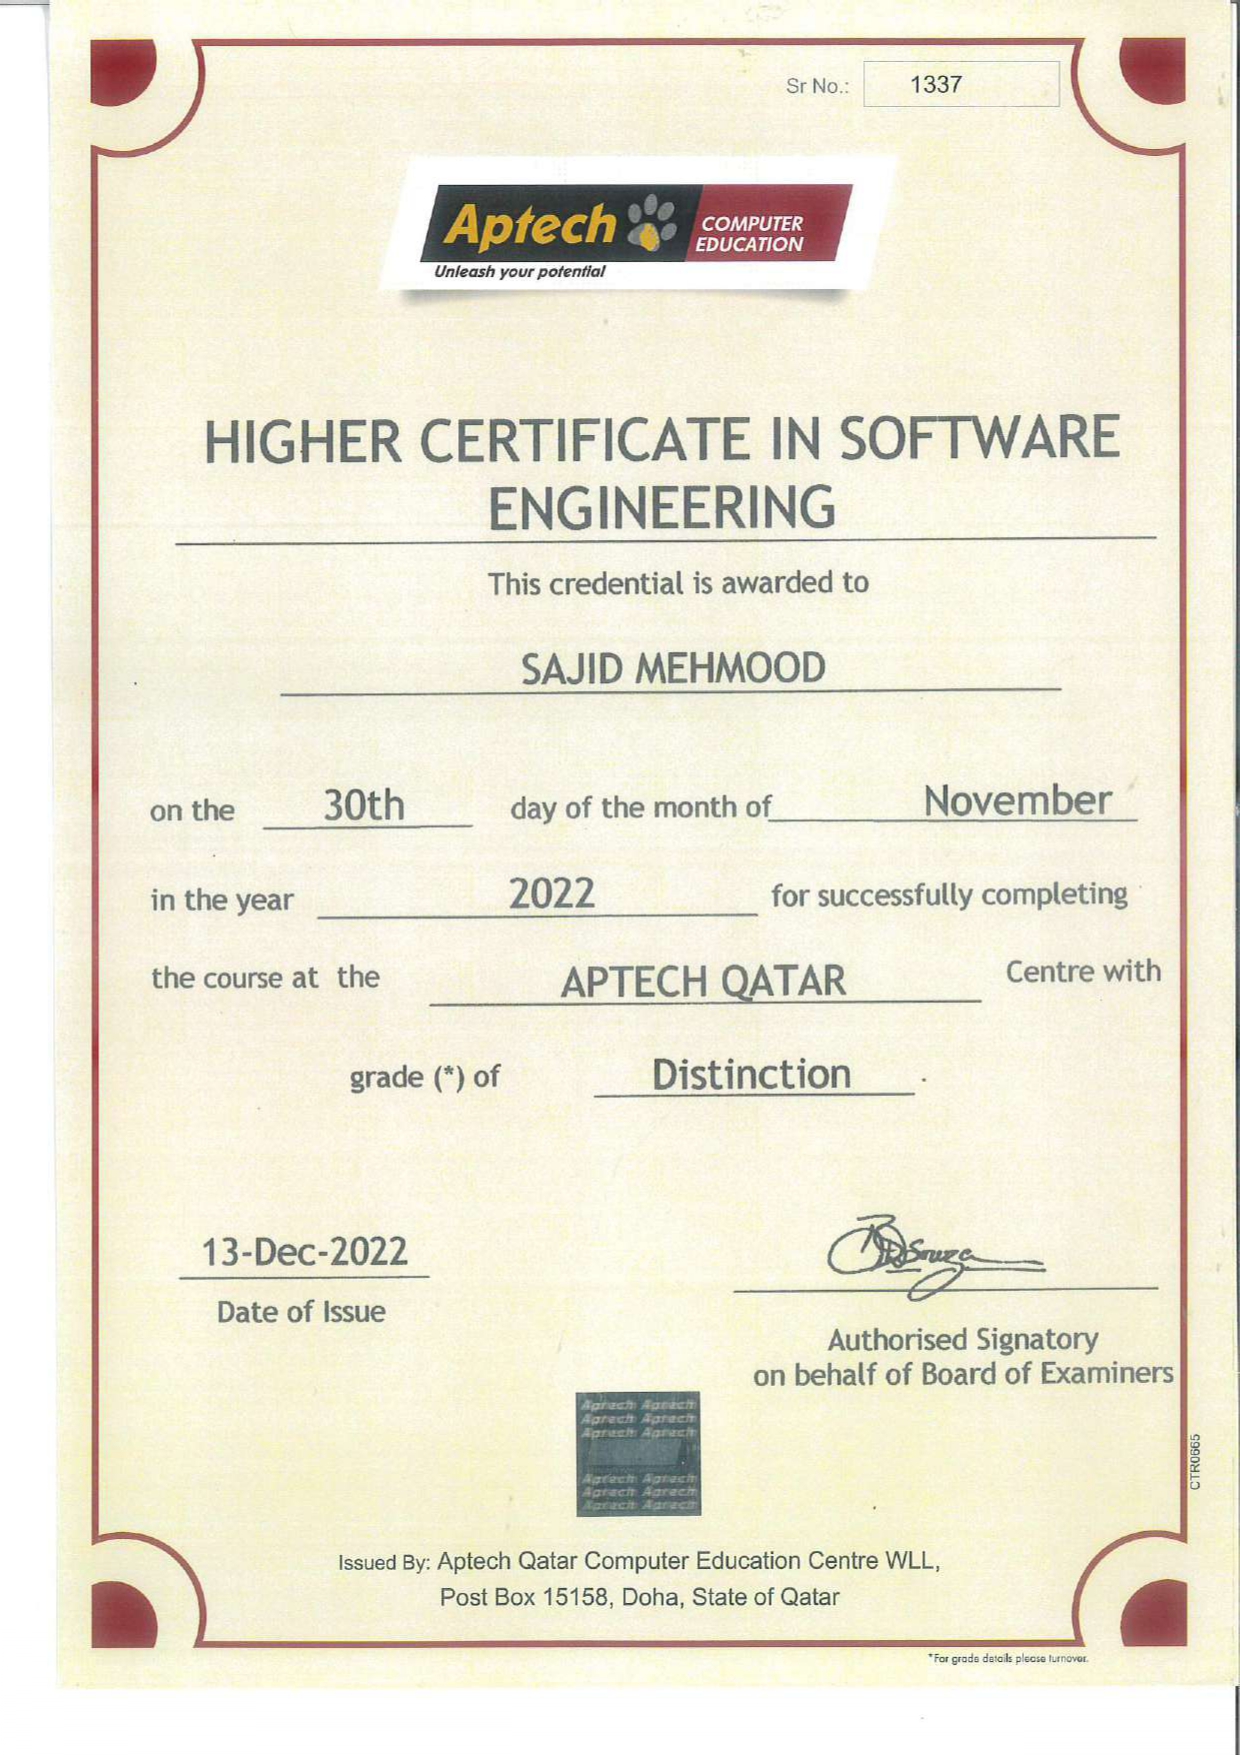 Sr No.: 1337
Aptech COMPUTER EDUCATION
Unleash your potential
HIGHER CERTIFICATE IN SOFTWARE
ENGINEERING
This credential is awarded to
SAJID MEHMOOD
on the 30th day of the month of November
in the year 2022 for successfully completing
the course at the APTECH QATAR Centre with
grade (*) of Distinction .
13-Dec-2022
Date of Issue
Authorised Signatory
on behalf of Board of Examiners
Aptech Aptech
Aptech Aptech
Aptech Aptech
Aptech Aptech
Aptech Aptech
Aptech Aptech
CTR0665
Issued By: Aptech Qatar Computer Education Centre WLL,
Post Box 15158, Doha, State of Qatar
*For grade details please turnover.